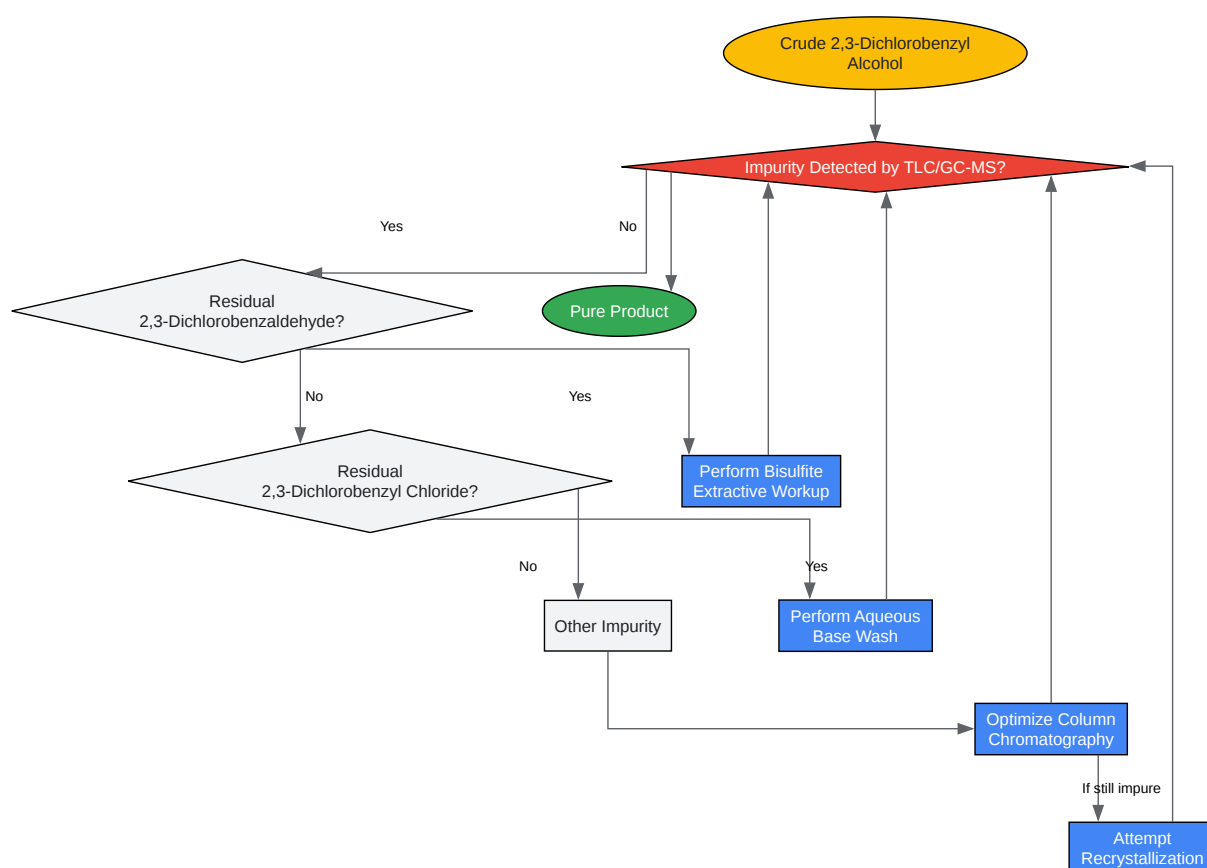 Crude 2,3-Dichlorobenzyl
Alcohol
Impurity Detected by TLC/GC-MS?
Yes
No
Residual
2,3-Dichlorobenzaldehyde?
Pure Product
No
Yes
Residual
2,3-Dichlorobenzyl Chloride?
Perform Bisulfite
Extractive Workup
No
Yes
Other Impurity
Perform Aqueous
Base Wash
Optimize Column
Chromatography
If still impure
Attempt
Recrystallization